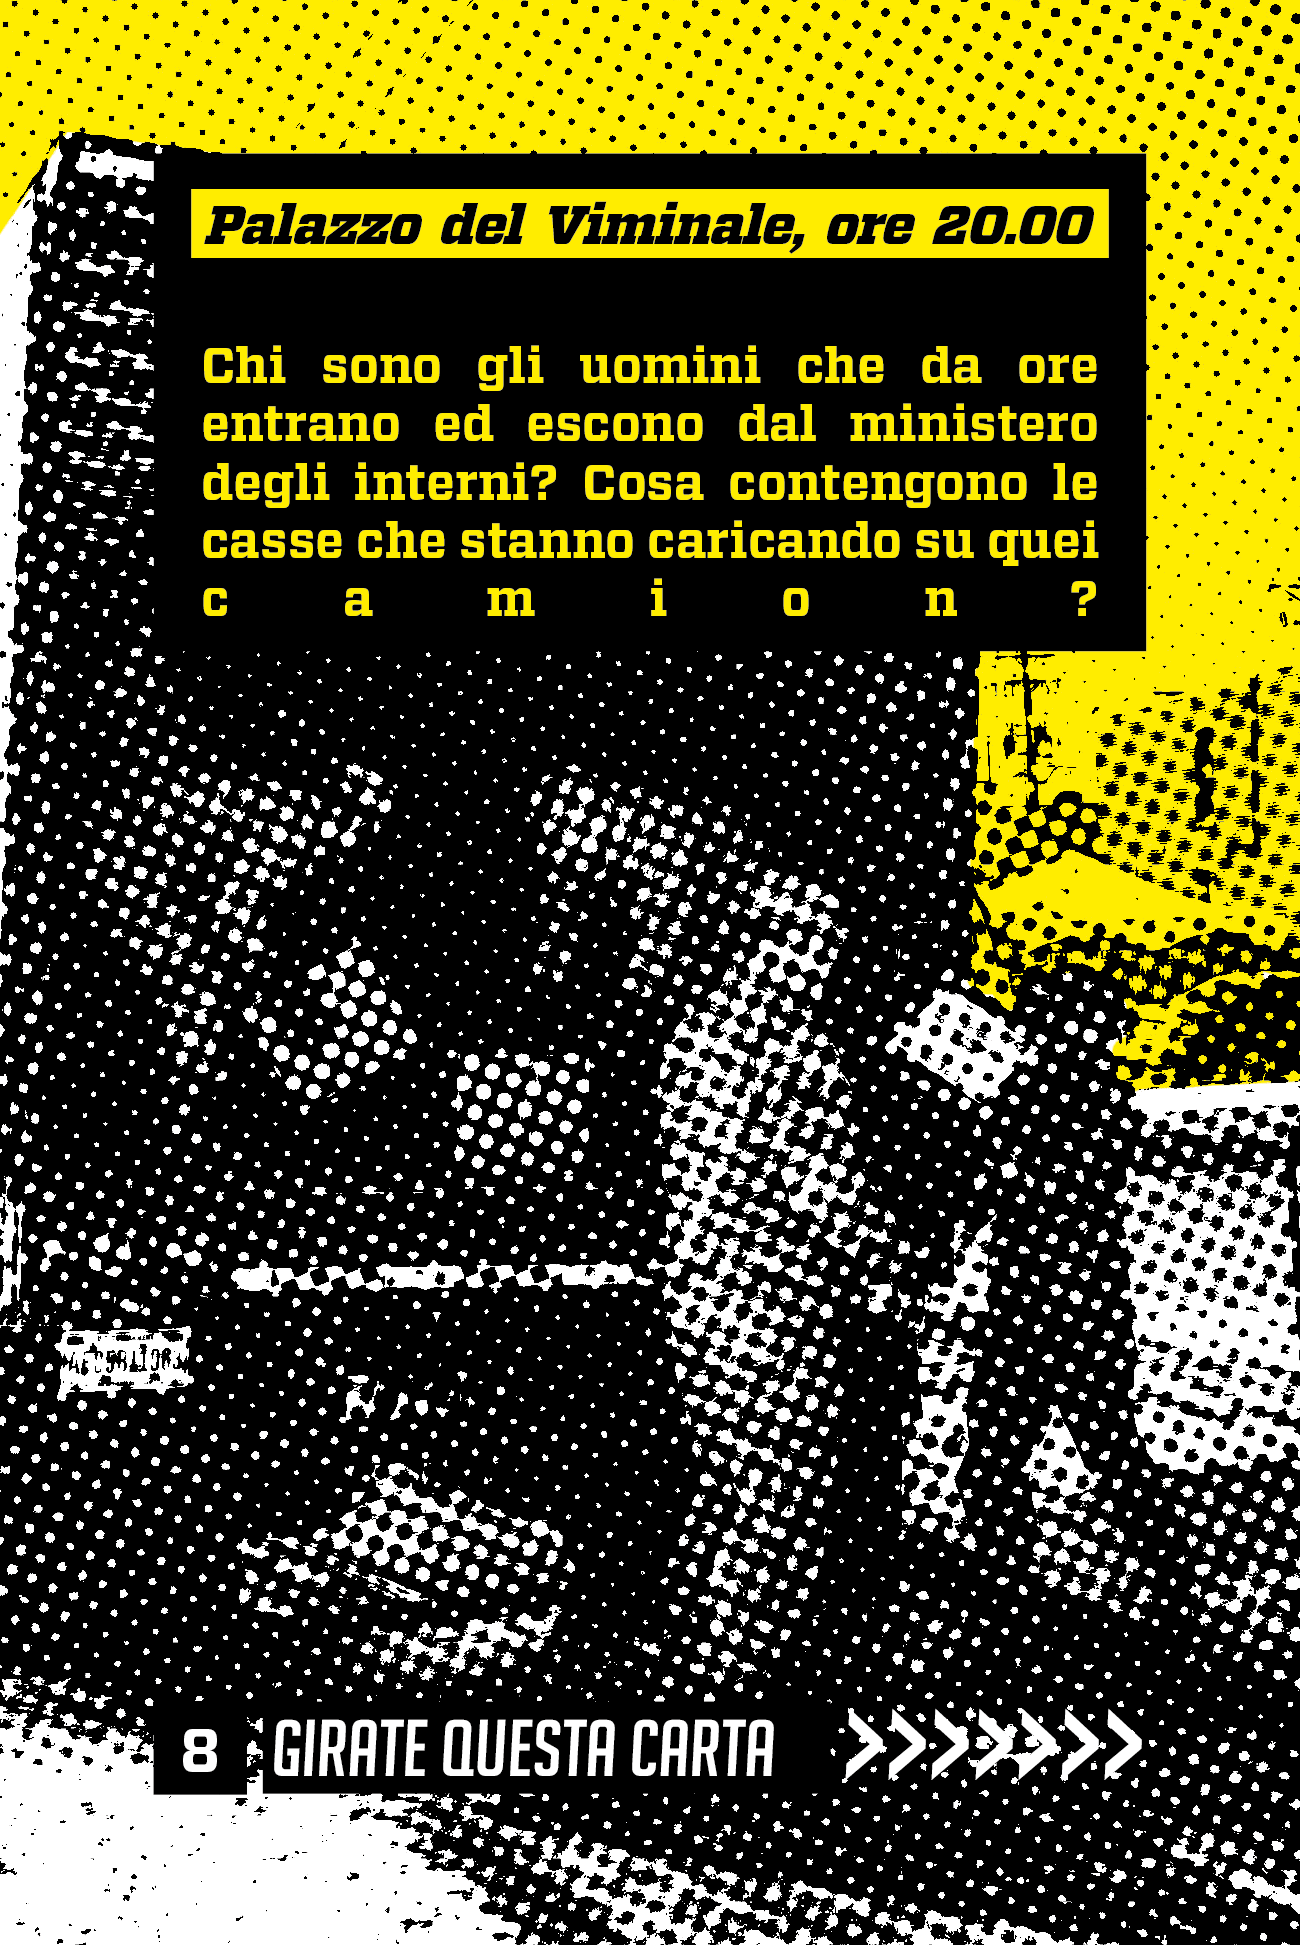 Palazzo del Viminale, ore 20.00
Chi sono gli uomini che da ore
entrano ed escono dal ministero
degli interni? Cosa contengono le
casse che stanno caricando su quei
camion?
8 GIRATE QUESTA CARTA